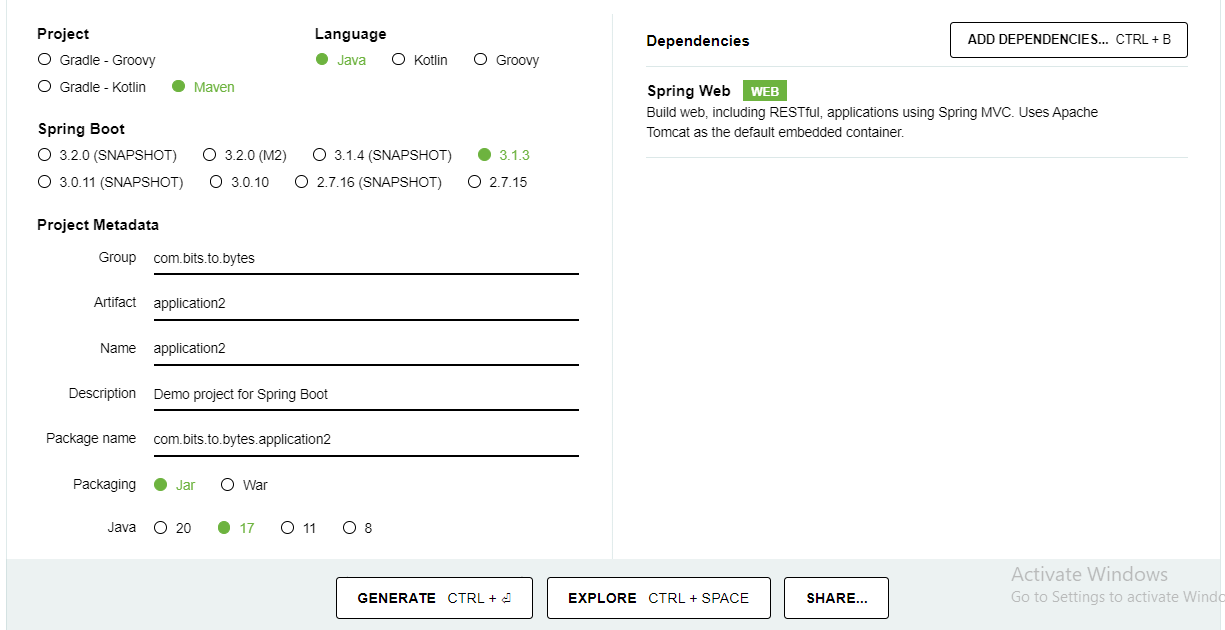 Project
Gradle - Groovy
Gradle - Kotlin Maven
Language
Java Kotlin Groovy
Spring Boot
3.2.0 (SNAPSHOT) 3.2.0 (M2) 3.1.4 (SNAPSHOT) 3.1.3
3.0.11 (SNAPSHOT) 3.0.10 2.7.16 (SNAPSHOT) 2.7.15
Project Metadata
Group com.bits.to.bytes
Artifact application2
Name application2
Description Demo project for Spring Boot
Package name com.bits.to.bytes.application2
Packaging Jar War
Java 20 17 11 8
Dependencies ADD DEPENDENCIES... CTRL + B
Spring Web WEB
Build web, including RESTful, applications using Spring MVC. Uses Apache
Tomcat as the default embedded container.
GENERATE CTRL + ⏎ EXPLORE CTRL + SPACE SHARE...
Activate Windows
Go to Settings to activate Windo